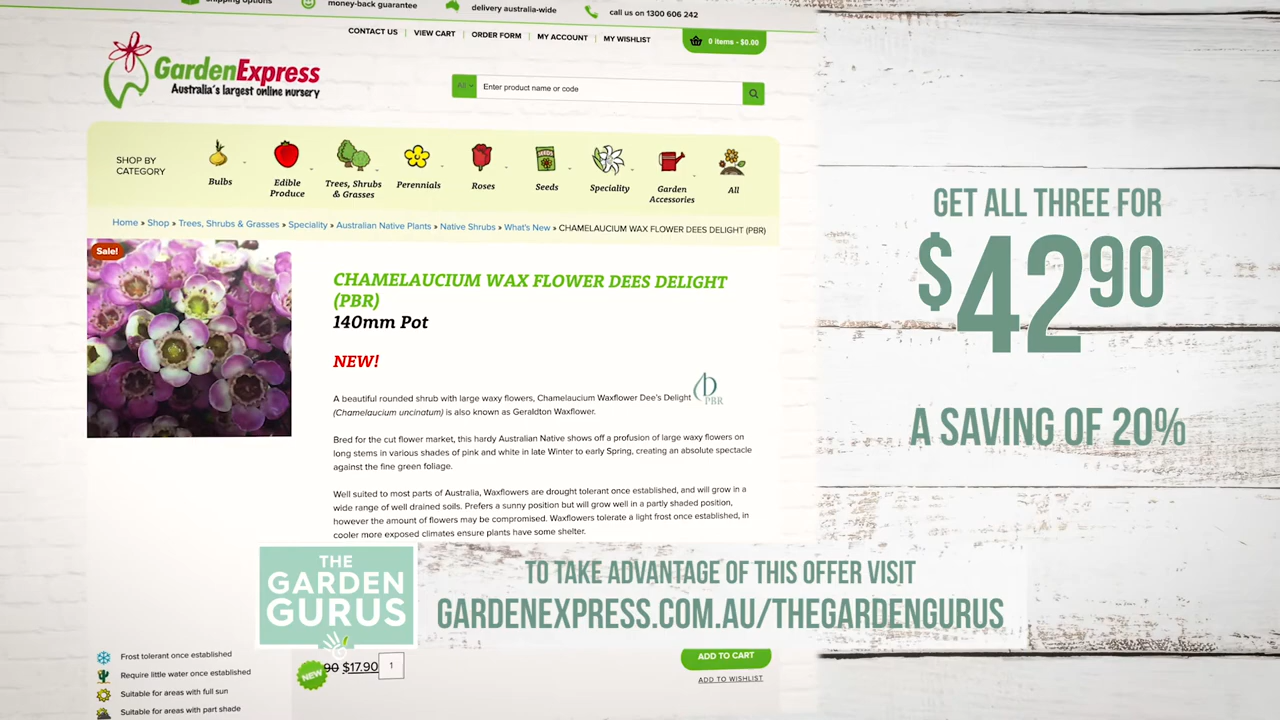 shipping options
money-back guarantee
delivery australia-wide
call us on 1300 606 242
CONTACT US | VIEW CART | ORDER FORM | MY ACCOUNT | MY WISHLIST
0 items - $0.00
GardenExpress
Australia's largest online nursery
All
Enter product name or code
SHOP BY
CATEGORY
Bulbs
Edible
Produce
Trees, Shrubs
& Grasses
Perennials
Roses
SEEDS
Seeds
Speciality
Garden
Accessories
All
Home » Shop » Trees, Shrubs & Grasses » Speciality » Australian Native Plants » Native Shrubs » What's New » CHAMELAUCIUM WAX FLOWER DEES DELIGHT (PBR)
Sale!
CHAMELAUCIUM WAX FLOWER DEES DELIGHT
(PBR)
140mm Pot
NEW!
A beautiful rounded shrub with large waxy flowers, Chamelaucium Waxflower Dee's Delight
PBR
(Chamelaucium uncinatum) is also known as Geraldton Waxflower.
Bred for the cut flower market, this hardy Australian Native shows off a profusion of large waxy flowers on
long stems in various shades of pink and white in late Winter to early Spring, creating an absolute spectacle
against the fine green foliage.
Well suited to most parts of Australia, Waxflowers are drought tolerant once established, and will grow in a
wide range of well drained soils. Prefers a sunny position but will grow well in a partly shaded position,
however the amount of flowers may be compromised. Waxflowers tolerate a light frost once established, in
cooler more exposed climates ensure plants have some shelter.
Frost tolerant once established
Require little water once established
Suitable for areas with full sun
Suitable for areas with part shade
NEW
90 $17.90
1
ADD TO CART
ADD TO WISHLIST
GET ALL THREE FOR
$42.90
A SAVING OF 20%
THE
GARDEN
GURUS
TO TAKE ADVANTAGE OF THIS OFFER VISIT
GARDENEXPRESS.COM.AU/THEGARDENGURUS